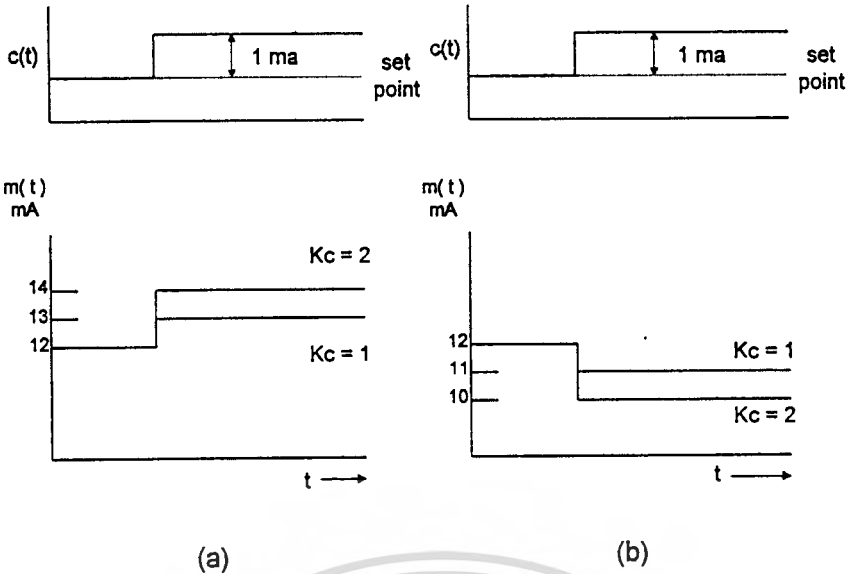 c(t)
1 ma
set
point
m( t )
mA
Kc = 2
14
13
12
Kc = 1
t
(a)
c(t)
1 ma
set
point
m(t)
mA
12
Kc = 1
11
10
Kc = 2
t
(b)